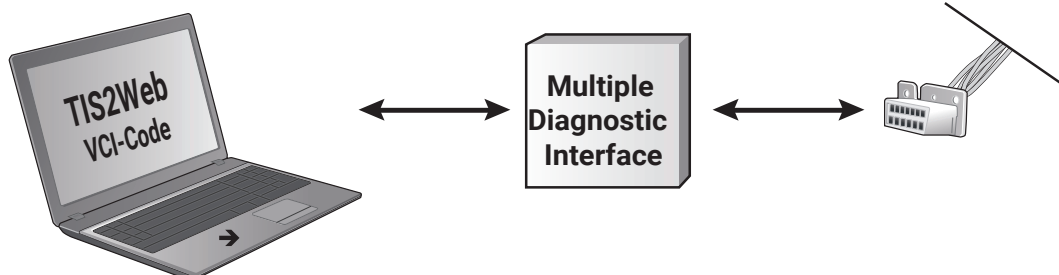 TIS2Web
VCI-Code
Multiple
Diagnostic
Interface